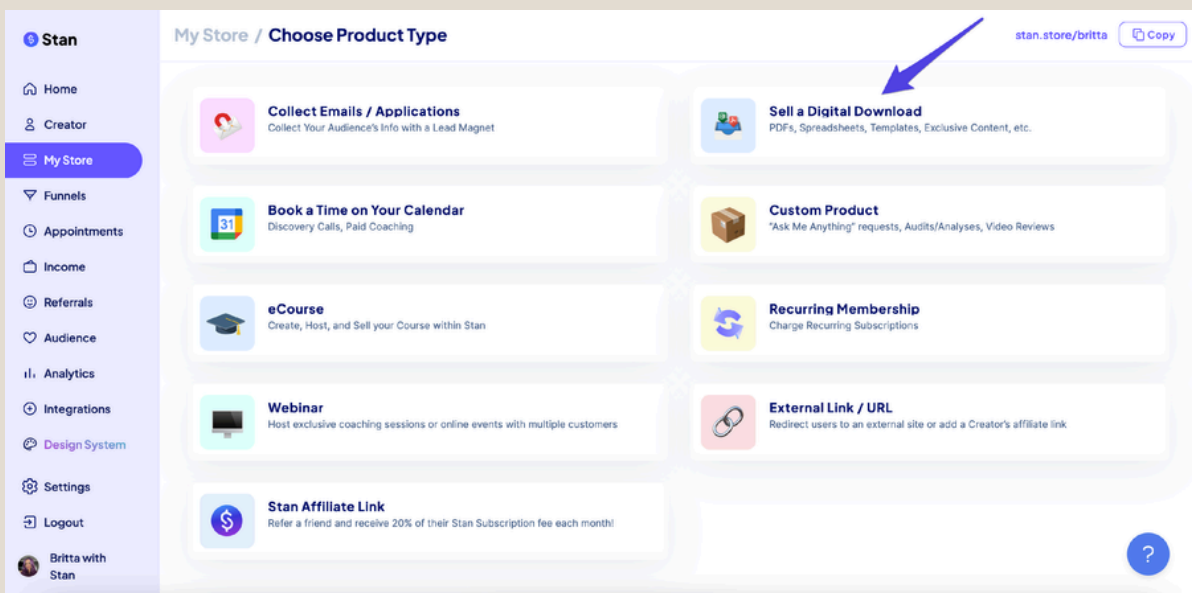 Stan
My Store / Choose Product Type
stan.store/britta
Copy
Home
Creator
My Store
Funnels
Appointments
Income
Referrals
Audience
Analytics
Integrations
Design System
Settings
Logout
Britta with
Stan
Collect Emails / Applications
Collect Your Audience's Info with a Lead Magnet
Sell a Digital Download
PDFs, Spreadsheets, Templates, Exclusive Content, etc.
31
Book a Time on Your Calendar
Discovery Calls, Paid Coaching
Custom Product
"Ask Me Anything" requests, Audits/Analyses, Video Reviews
eCourse
Create, Host, and Sell your Course within Stan
Recurring Membership
Charge Recurring Subscriptions
Webinar
Host exclusive coaching sessions or online events with multiple customers
External Link / URL
Redirect users to an external site or add a Creator's affiliate link
$
Stan Affiliate Link
Refer a friend and receive 20% of their Stan Subscription fee each month!
?